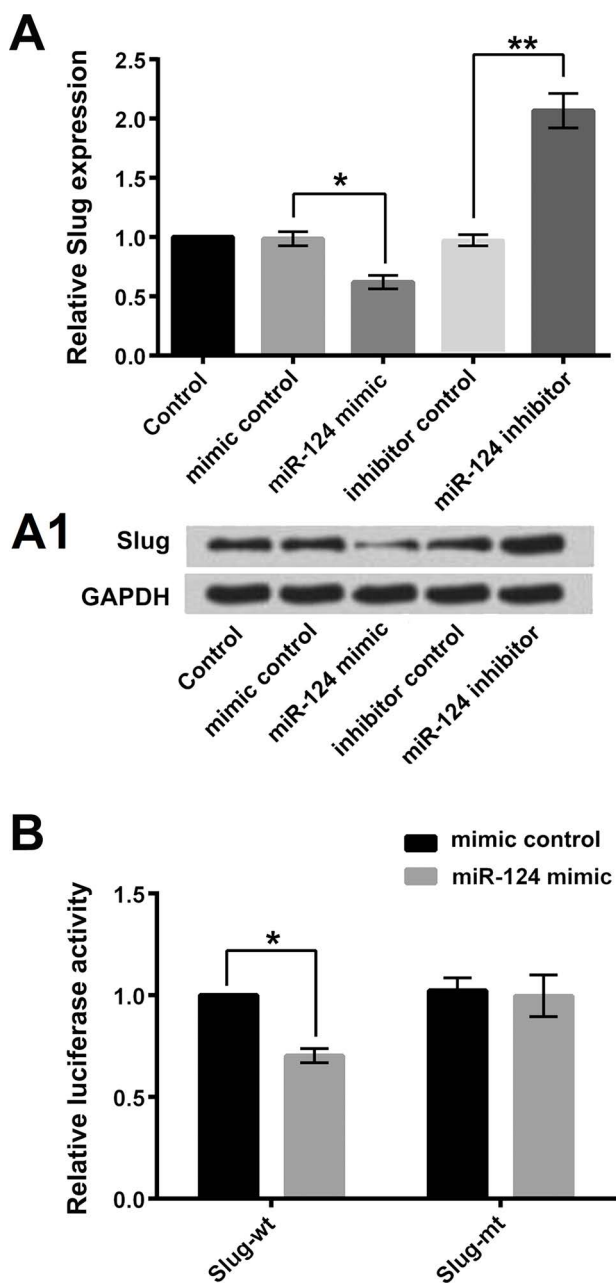 A
Relative Slug expression
2.5
2.0
1.5
1.0
0.5
0.0
*
**
Control
mimic control
miR-124 mimic
inhibitor control
miR-124 inhibitor
A1
Slug
GAPDH
Control
mimic control
miR-124 mimic
inhibitor control
miR-124 inhibitor
B
mimic control
miR-124 mimic
Relative luciferase activity
1.5
1.0
0.5
0.0
*
Slug-wt
Slug-mt